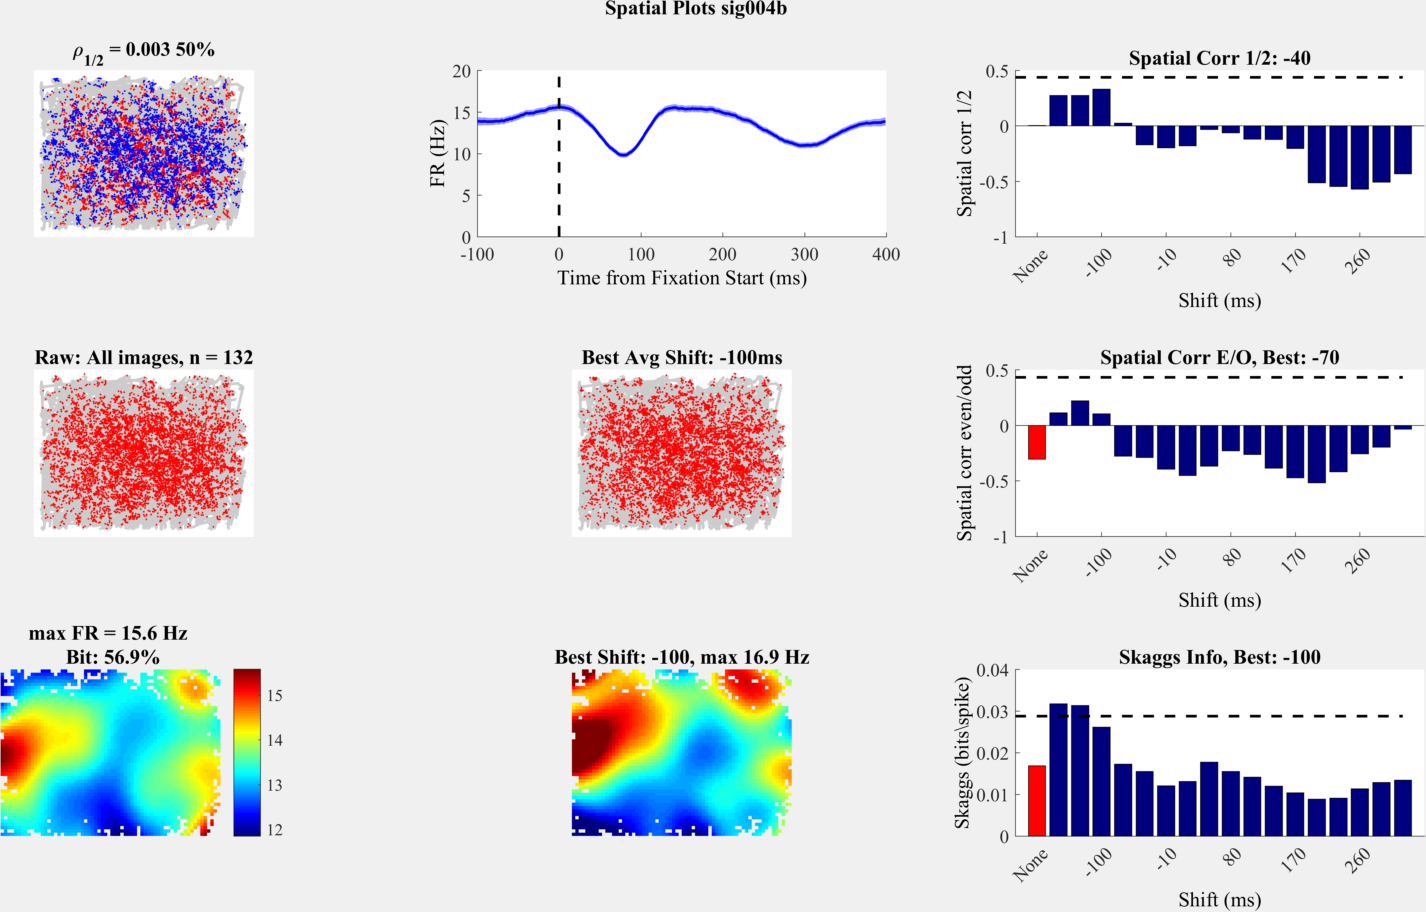 Spatial Plots sig004b
ρ1/2 = 0.003 50%
20
15
10
5
0
FR (Hz)
-100
0
100
200
300
400
Time from Fixation Start (ms)
Spatial Corr 1/2: -40
0.5
0
-0.5
-1
Spatial corr 1/2
None
-100
-10
80
170
260
Shift (ms)
Raw: All images, n = 132
Best Avg Shift: -100ms
Spatial Corr E/O, Best: -70
0.5
0
-0.5
-1
Spatial corr even/odd
None
-100
-10
80
170
260
Shift (ms)
max FR = 15.6 Hz
Bit: 56.9%
15
14
13
12
Best Shift: -100, max 16.9 Hz
Skaggs Info, Best: -100
0.04
0.03
0.02
0.01
0
Skaggs (bits\spike)
None
-100
-10
80
170
260
Shift (ms)